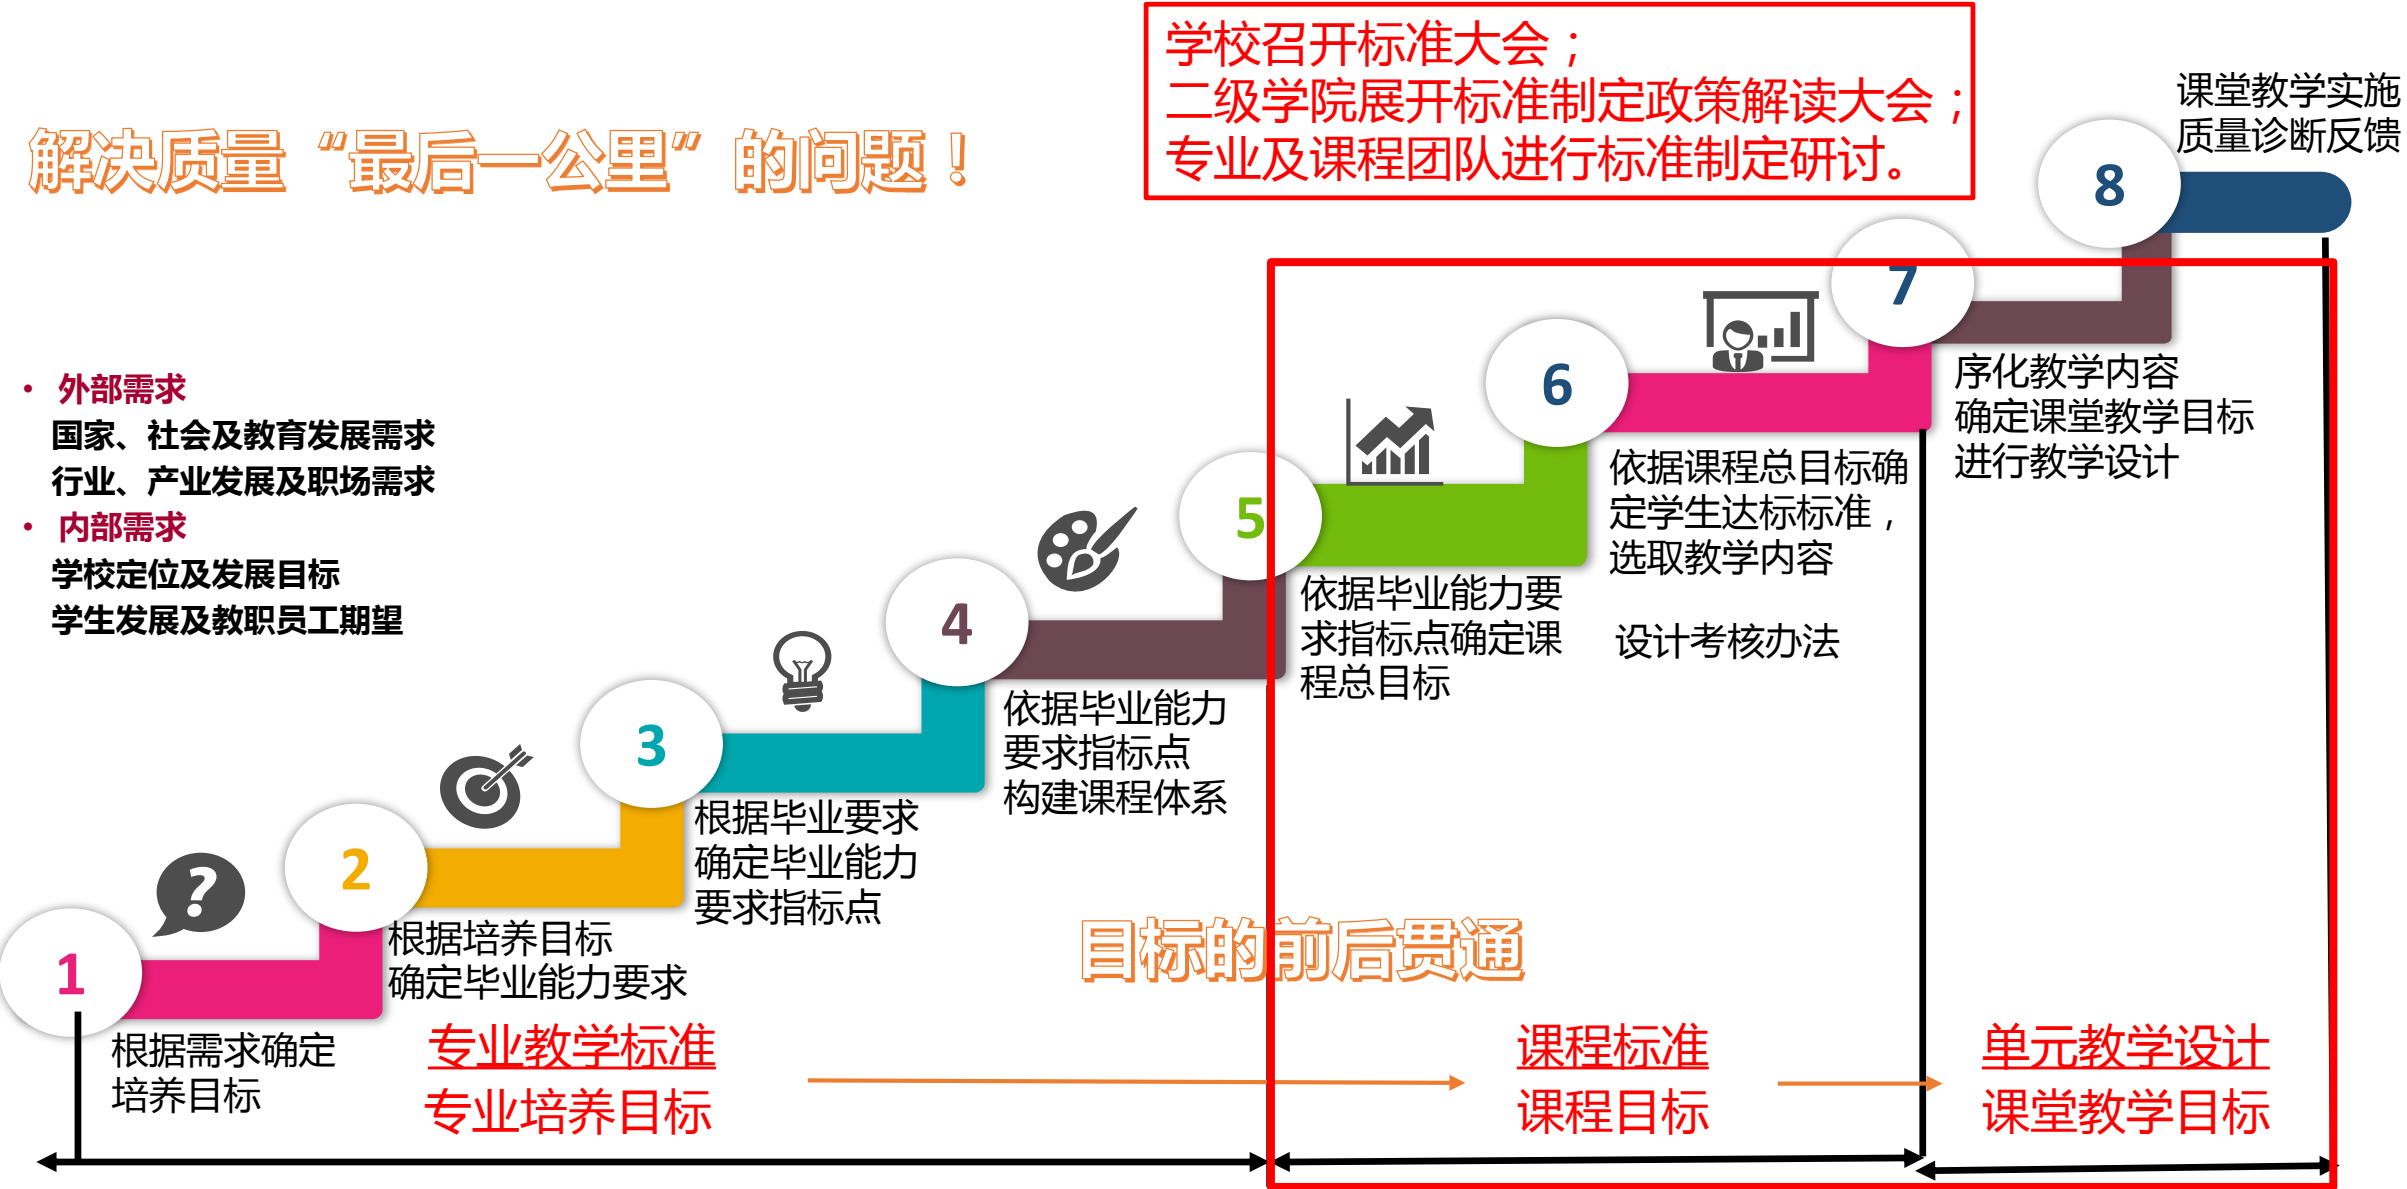 学校召开标准大会；
二级学院展开标准制定政策解读大会；
专业及课程团队进行标准制定研讨。
解决质量“最后一公里”的问题！
课堂教学实施
质量诊断反馈
8
7
序化教学内容
确定课堂教学目标
进行教学设计
6
依据课程总目标确
定学生达标标准，
选取教学内容
设计考核办法
• 外部需求
国家、社会及教育发展需求
行业、产业发展及职场需求
• 内部需求
学校定位及发展目标
学生发展及教职员工期望
5
依据毕业能力要
求指标点确定课
程总目标
4
依据毕业能力
要求指标点
构建课程体系
3
根据毕业要求
确定毕业能力
要求指标点
2
根据培养目标
确定毕业能力要求
?
1
根据需求确定
培养目标
目标的前后贯通
专业教学标准
专业培养目标
课程标准
课程目标
单元教学设计
课堂教学目标